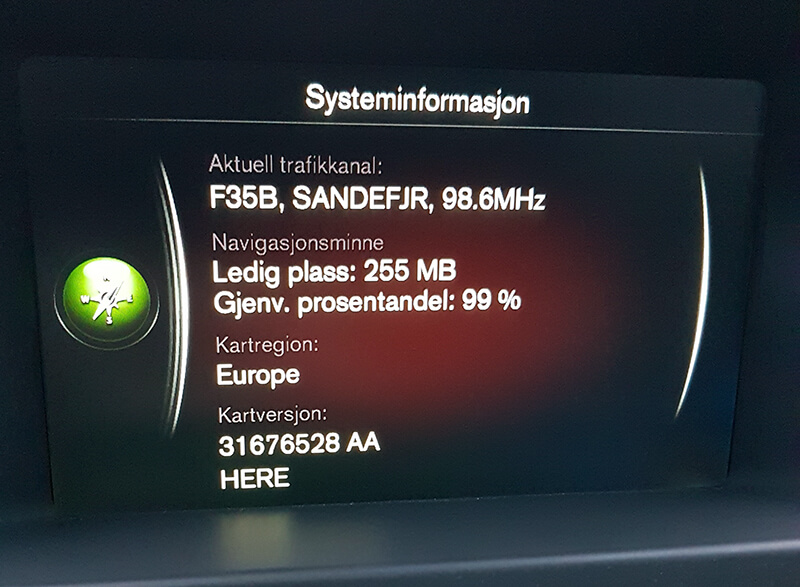 Systeminformasjon
Aktuell trafikkanal:
F35B, SANDEFJR, 98.6MHz
Navigasjonsminne
Ledig plass: 255 MB
Gjenv. prosentandel: 99 %
Kartregion:
Europe
Kartversjon:
31676528 AA
HERE
N
W E
S